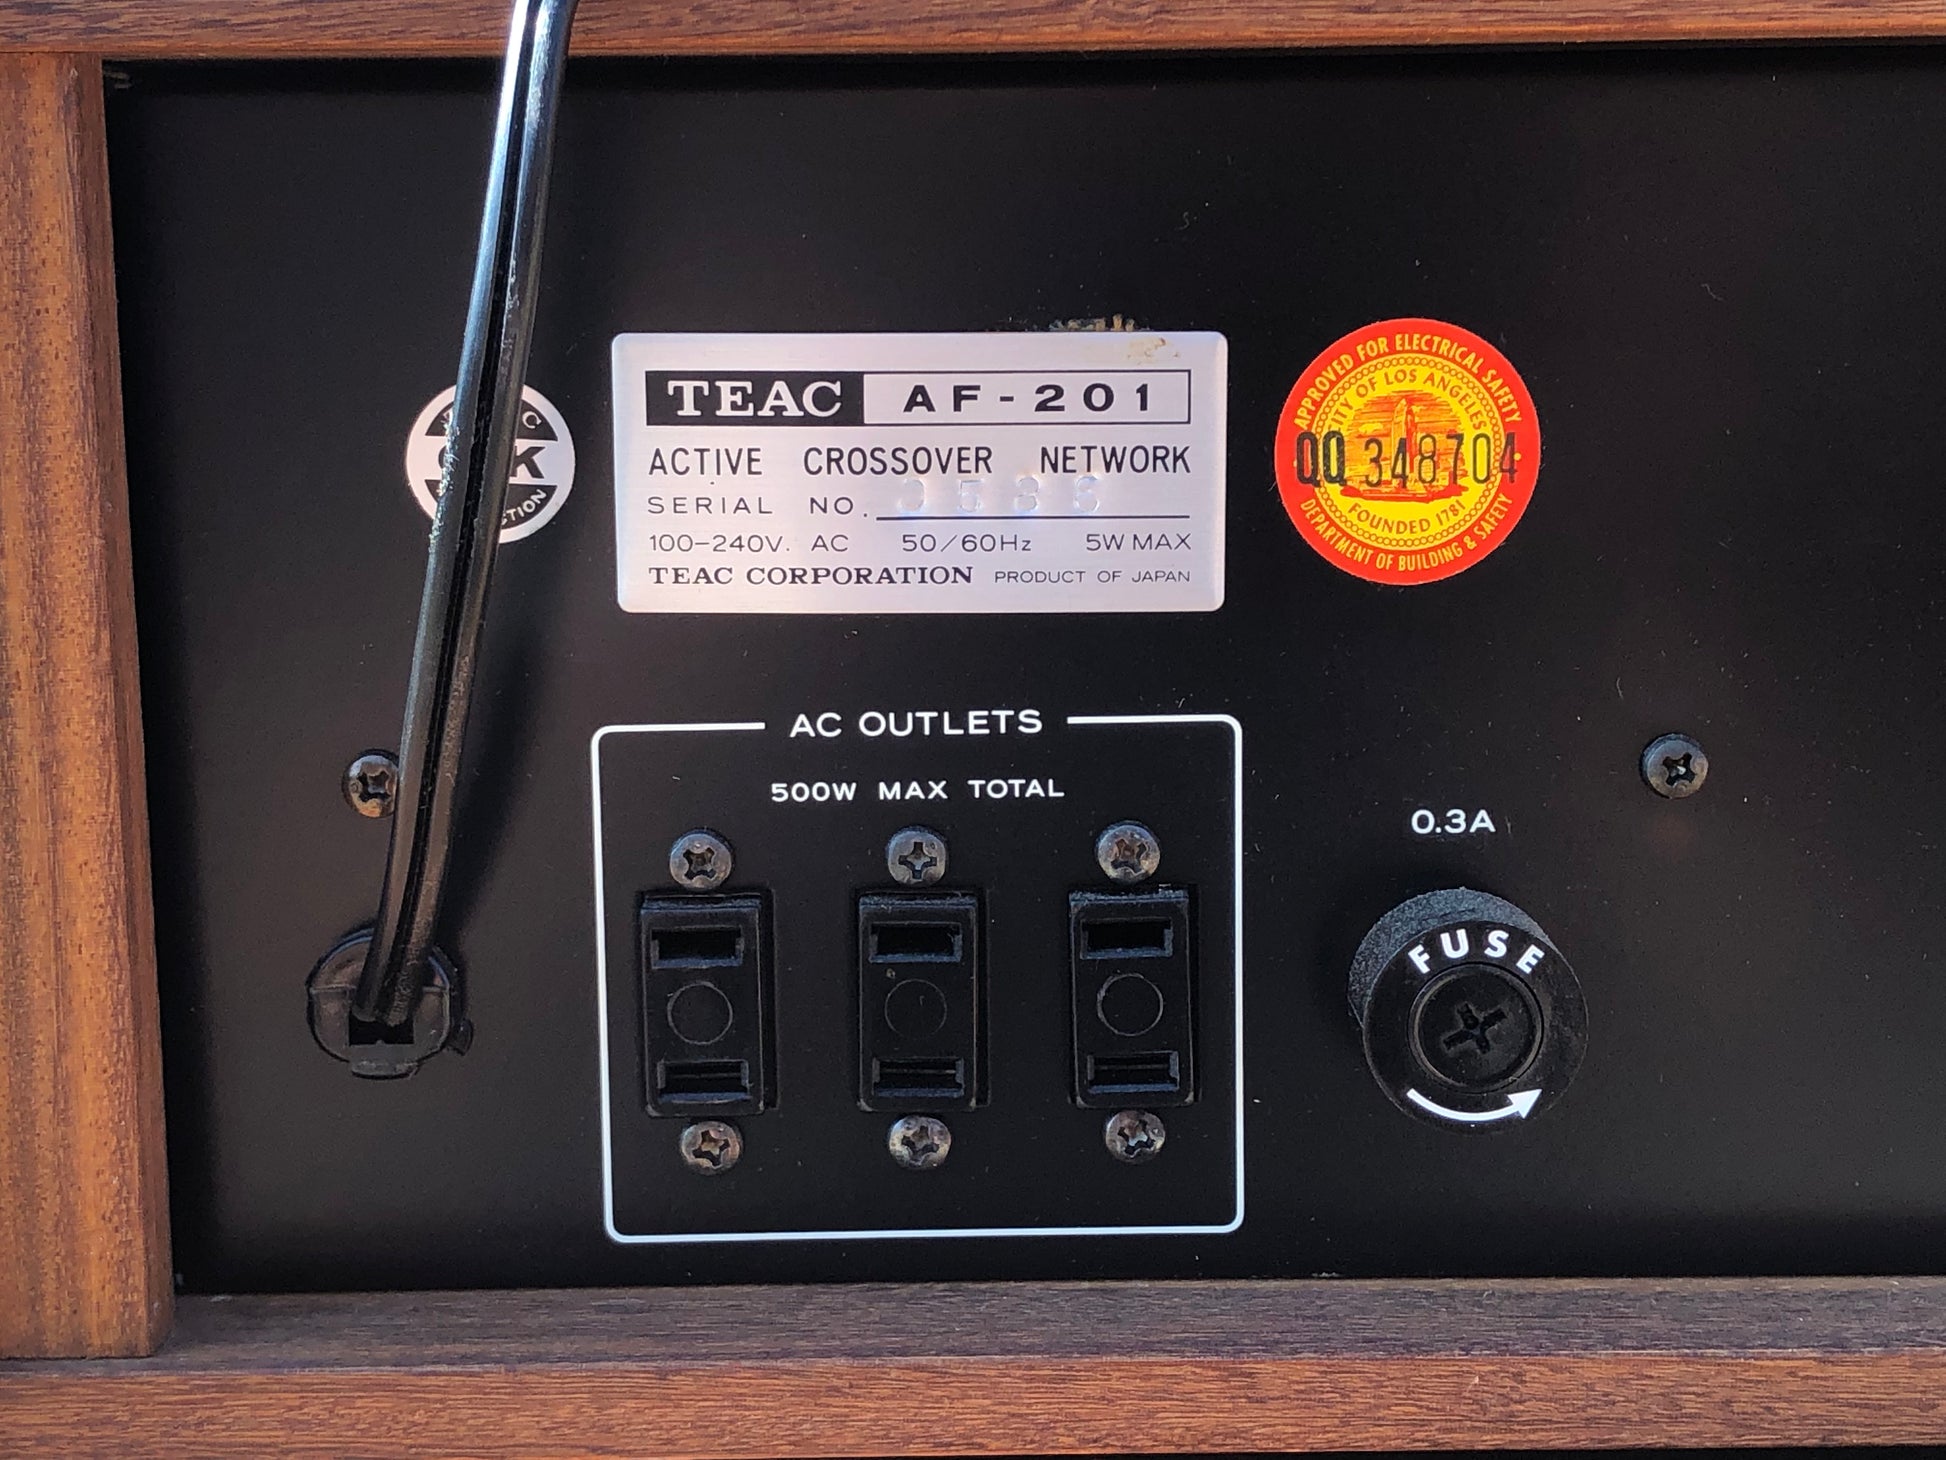 TEAC AF-201
ACTIVE CROSSOVER NETWORK
SERIAL NO.
100-240V. AC 50/60Hz 5W MAX
TEAC CORPORATION PRODUCT OF JAPAN
APPROVED FOR ELECTRICAL SAFETY
CITY OF LOS ANGELES
QQ 348704
FOUNDED 1781
DEPARTMENT OF BUILDING & SAFETY
AC OUTLETS
500W MAX TOTAL
0.3A
FUSE